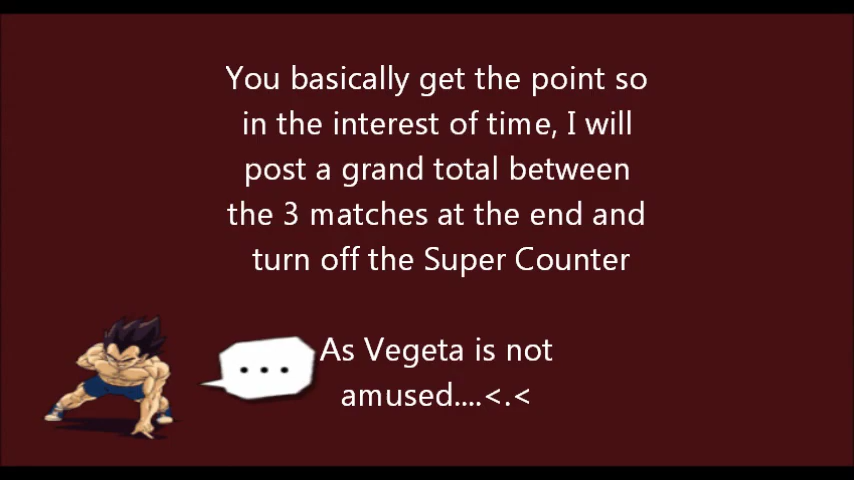 You basically get the point so
in the interest of time, I will
post a grand total between
the 3 matches at the end and
turn off the Super Counter
...
As Vegeta is not
amused....<.<